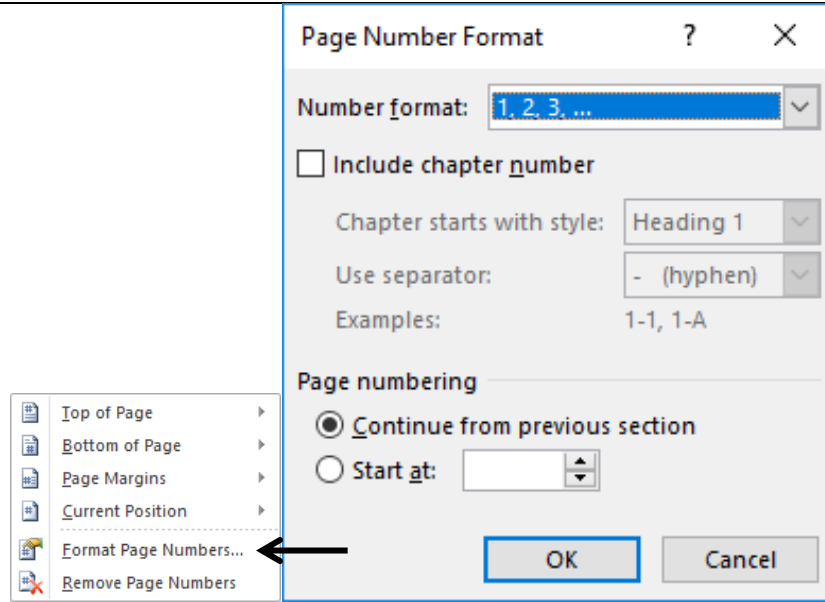 Page Number Format ? X
Number format: 1, 2, 3, ...
Include chapter number
Chapter starts with style: Heading 1
Use separator: - (hyphen)
Examples: 1-1, 1-A
Page numbering
Continue from previous section
Start at:
OK Cancel
Top of Page
Bottom of Page
Page Margins
Current Position
Format Page Numbers...
Remove Page Numbers